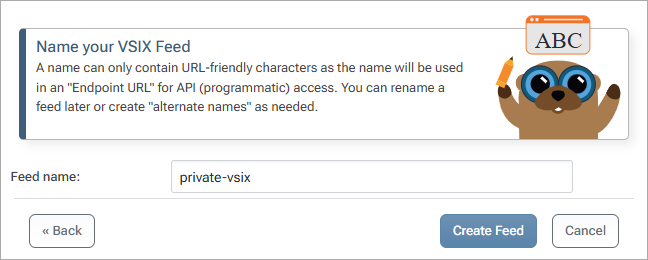 ABC
Name your VSIX Feed
A name can only contain URL-friendly characters as the name will be used
in an "Endpoint URL" for API (programmatic) access. You can rename a
feed later or create "alternate names" as needed.
Feed name: private-vsix
« Back Create Feed Cancel